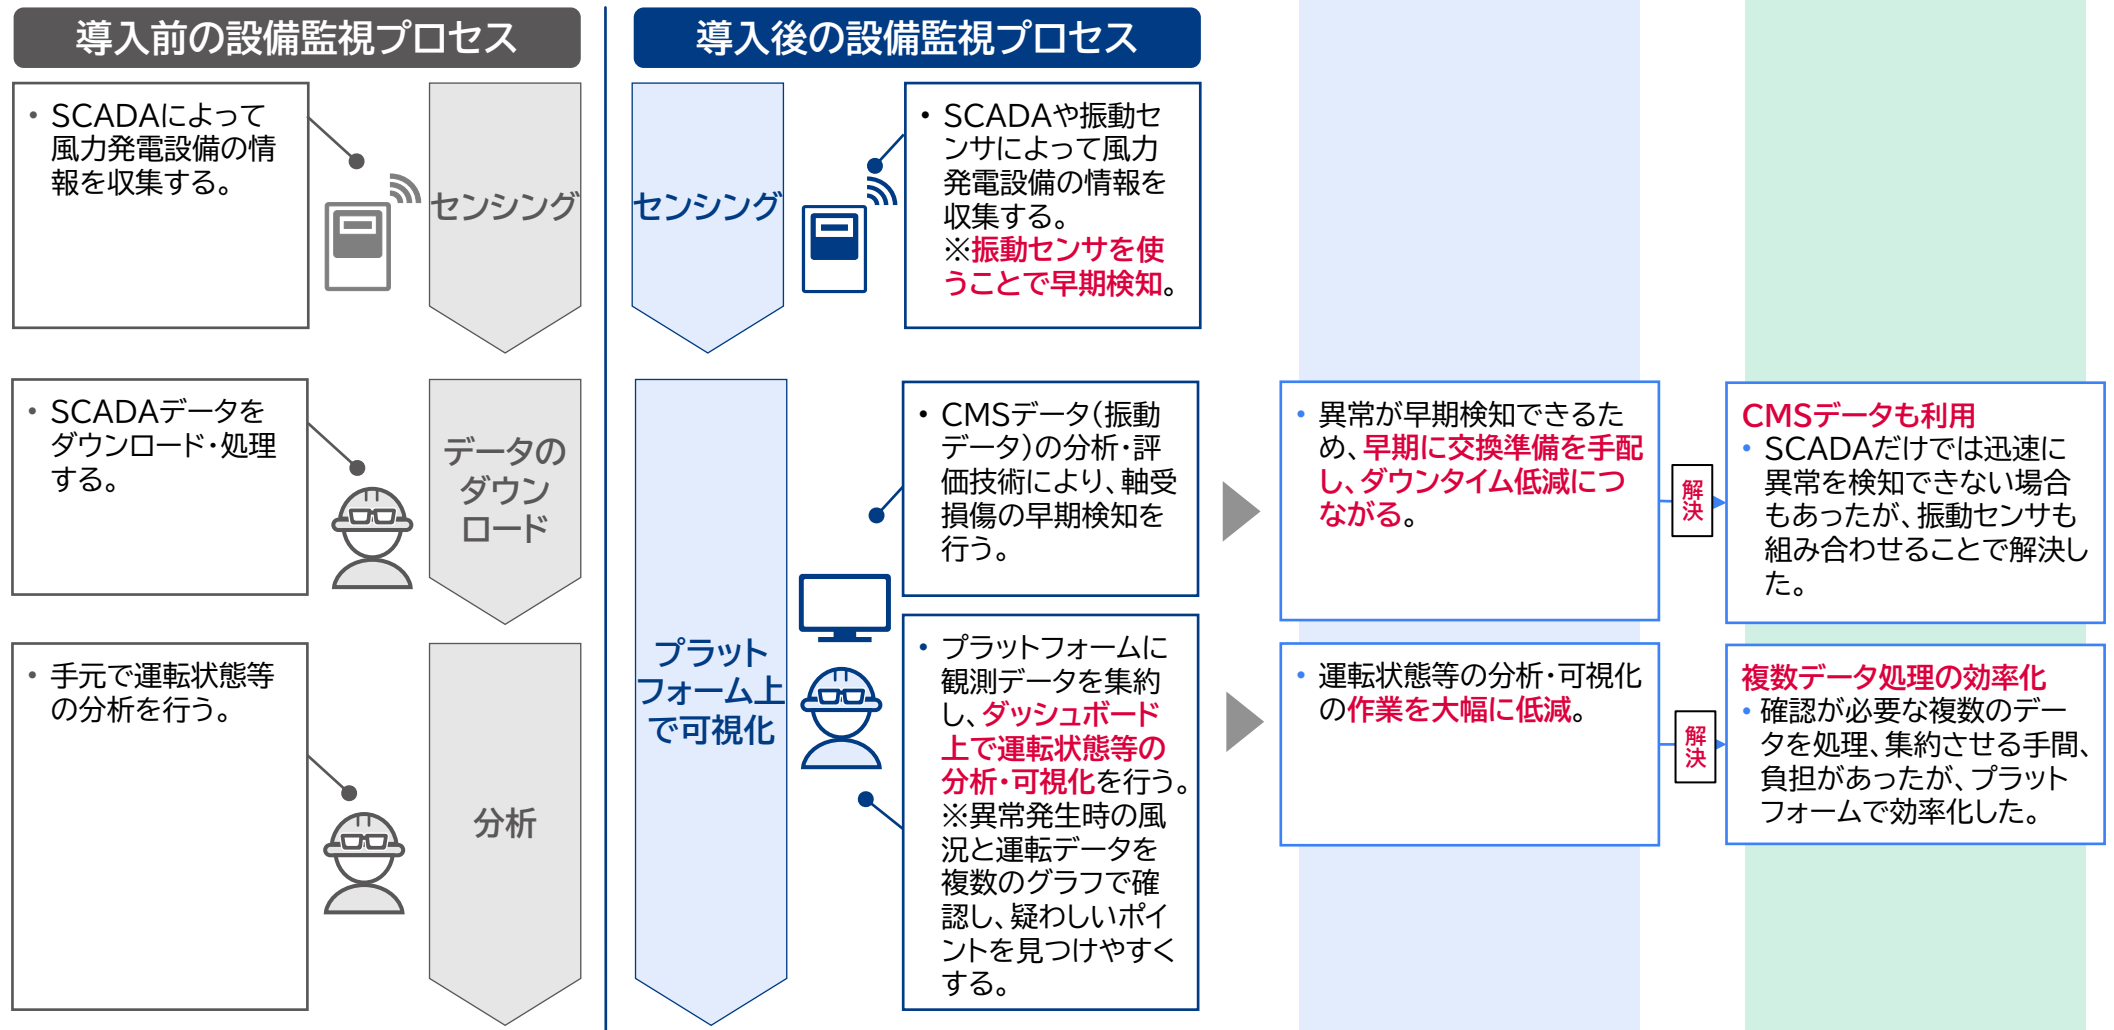 導入前の設備監視プロセス
• SCADAによって
風力発電設備の情
報を収集する。
センシング
• SCADAデータを
ダウンロード・処理
する。
データの
ダウン
ロード
• 手元で運転状態等
の分析を行う。
分析
導入後の設備監視プロセス
センシング
• SCADAや振動セ
ンサによって風力
発電設備の情報を
収集する。
※振動センサを使
うことで早期検知。
プラット
フォーム上
で可視化
• CMSデータ(振動
データ)の分析・評
価技術により、軸受
損傷の早期検知を
行う。
• プラットフォームに
観測データを集約
し、ダッシュボード
上で運転状態等の
分析・可視化を行う。
※異常発生時の風
況と運転データを
複数のグラフで確
認し、疑わしいポイ
ントを見つけやすく
する。
• 異常が早期検知できるた
め、早期に交換準備を手配
し、ダウンタイム低減につ
ながる。
解
決
CMSデータも利用
• SCADAだけでは迅速に
異常を検知できない場合
もあったが、振動センサも
組み合わせることで解決し
た。
• 運転状態等の分析・可視化
の作業を大幅に低減。
解
決
複数データ処理の効率化
• 確認が必要な複数のデー
タを処理、集約させる手間、
負担があったが、プラット
フォームで効率化した。